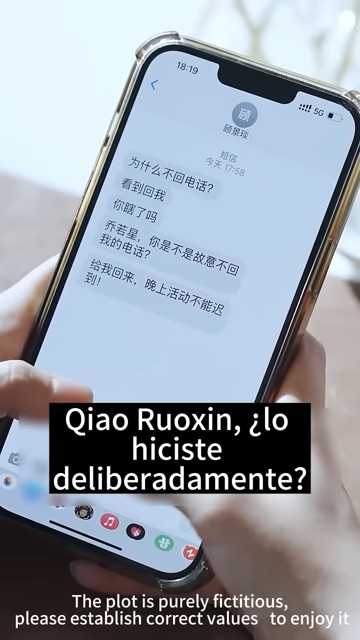 18:19
5G
顾
顾景琰
短信
今天 17:58
为什么不回电话？
看到回我
你瞎了吗
乔若星，你是不是故意不回
我的电话？
给我回来，晚上活动不能迟
到！
Qiao Ruoxin, ¿lo
hiciste
deliberadamente?
The plot is purely fictitious,
please establish correct values to enjoy it